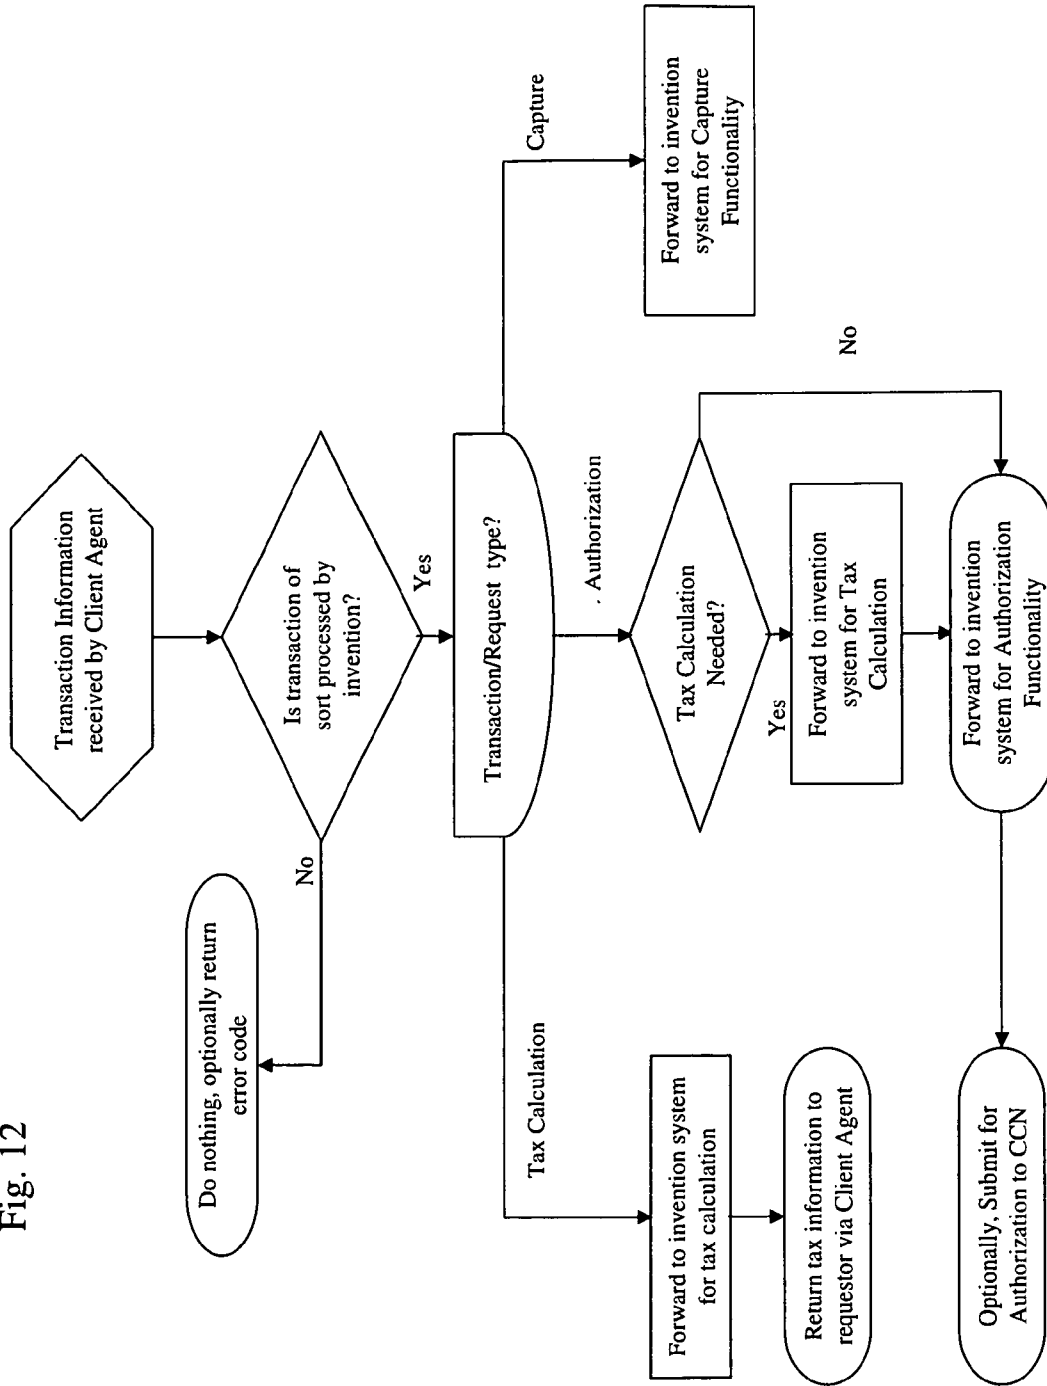 Fig. 12
Transaction Information
received by Client Agent
Do nothing, optionally return
error code
No
Is transaction of
sort processed by
invention?
Yes
Transaction/Request type?
Tax Calculation
. Authorization
Capture
Forward to invention system
for tax calculation
Return tax information to
requestor via Client Agent
Tax Calculation
Needed?
Yes
No
Forward to invention
system for Tax
Calculation
Forward to invention
system for Capture
Functionality
Forward to invention
system for Authorization
Functionality
Optionally, Submit for
Authorization to CCN